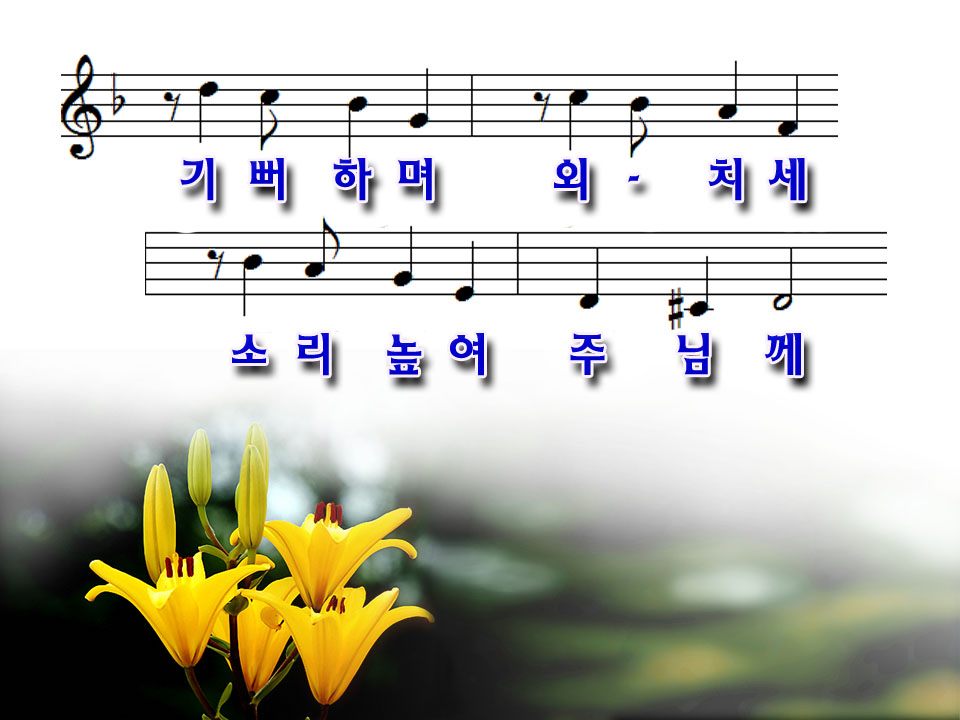 기 뻐 하 며 외 - 치 세
소 리 높 여 주 님 께